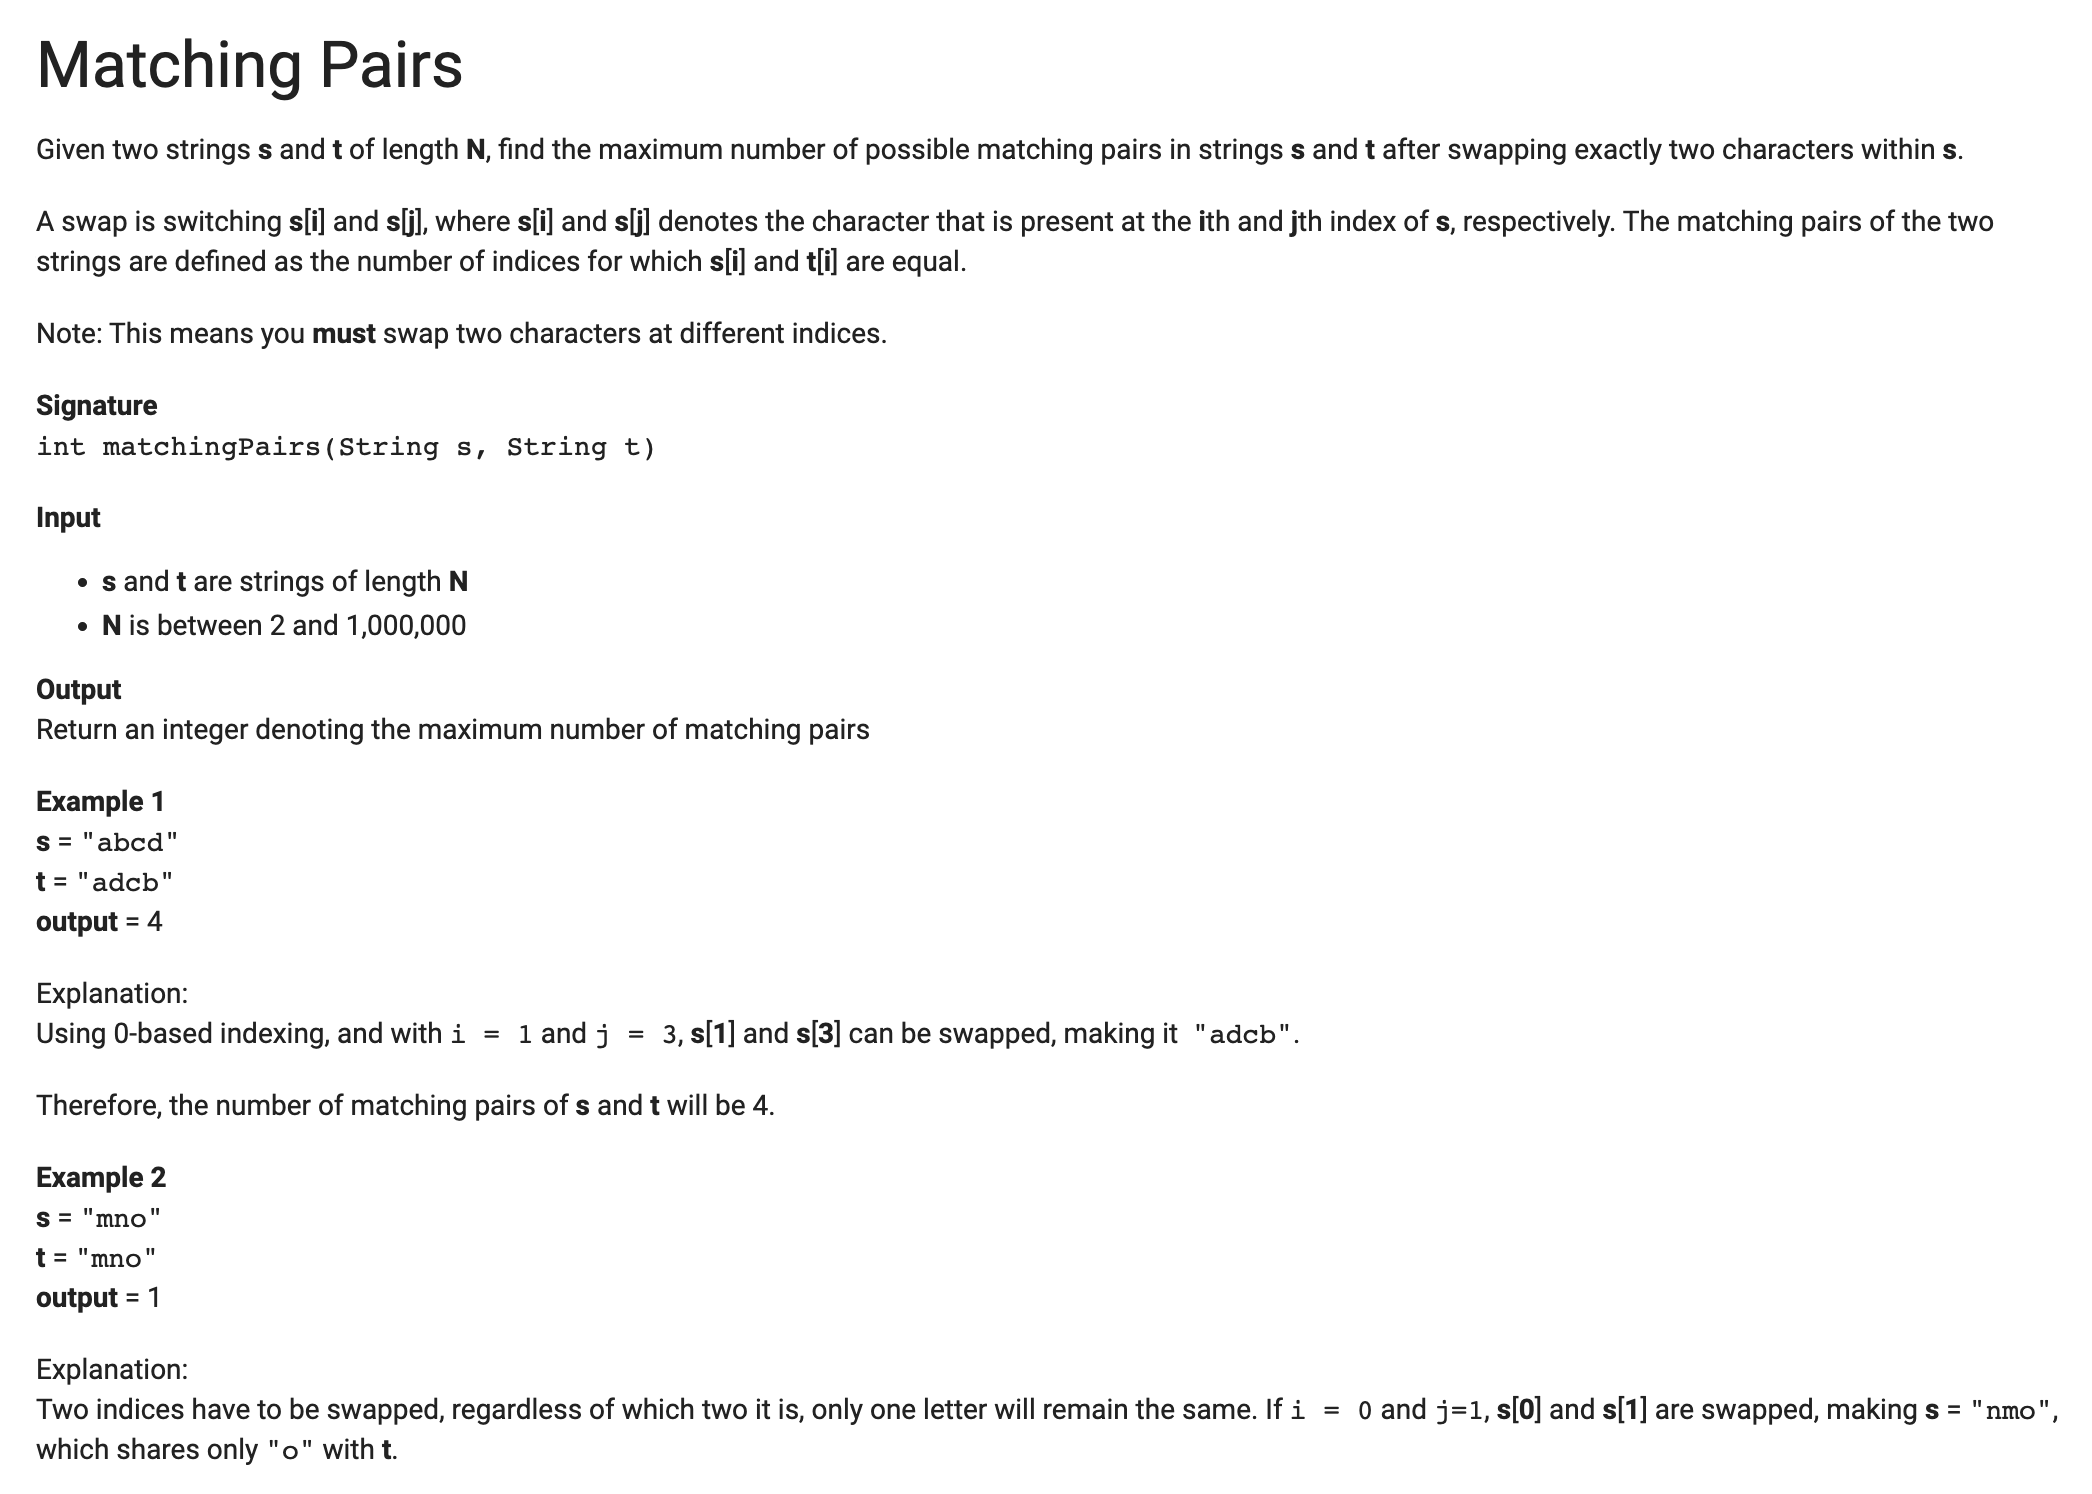 Matching Pairs
Given two strings s and t of length N, find the maximum number of possible matching pairs in strings s and t after swapping exactly two characters within s.
A swap is switching s[i] and s[j], where s[i] and s[j] denotes the character that is present at the ith and jth index of s, respectively. The matching pairs of the two
strings are defined as the number of indices for which s[i] and t[i] are equal.
Note: This means you must swap two characters at different indices.
Signature
int matchingPairs(String s, String t)
Input
• s and t are strings of length N
• N is between 2 and 1,000,000
Output
Return an integer denoting the maximum number of matching pairs
Example 1
s = "abcd"
t = "adcb"
output = 4
Explanation:
Using 0-based indexing, and with i = 1 and j = 3, s[1] and s[3] can be swapped, making it "adcb".
Therefore, the number of matching pairs of s and t will be 4.
Example 2
s = "mno"
t = "mno"
output = 1
Explanation:
Two indices have to be swapped, regardless of which two it is, only one letter will remain the same. If i = 0 and j=1, s[0] and s[1] are swapped, making s = "nmo",
which shares only "o" with t.